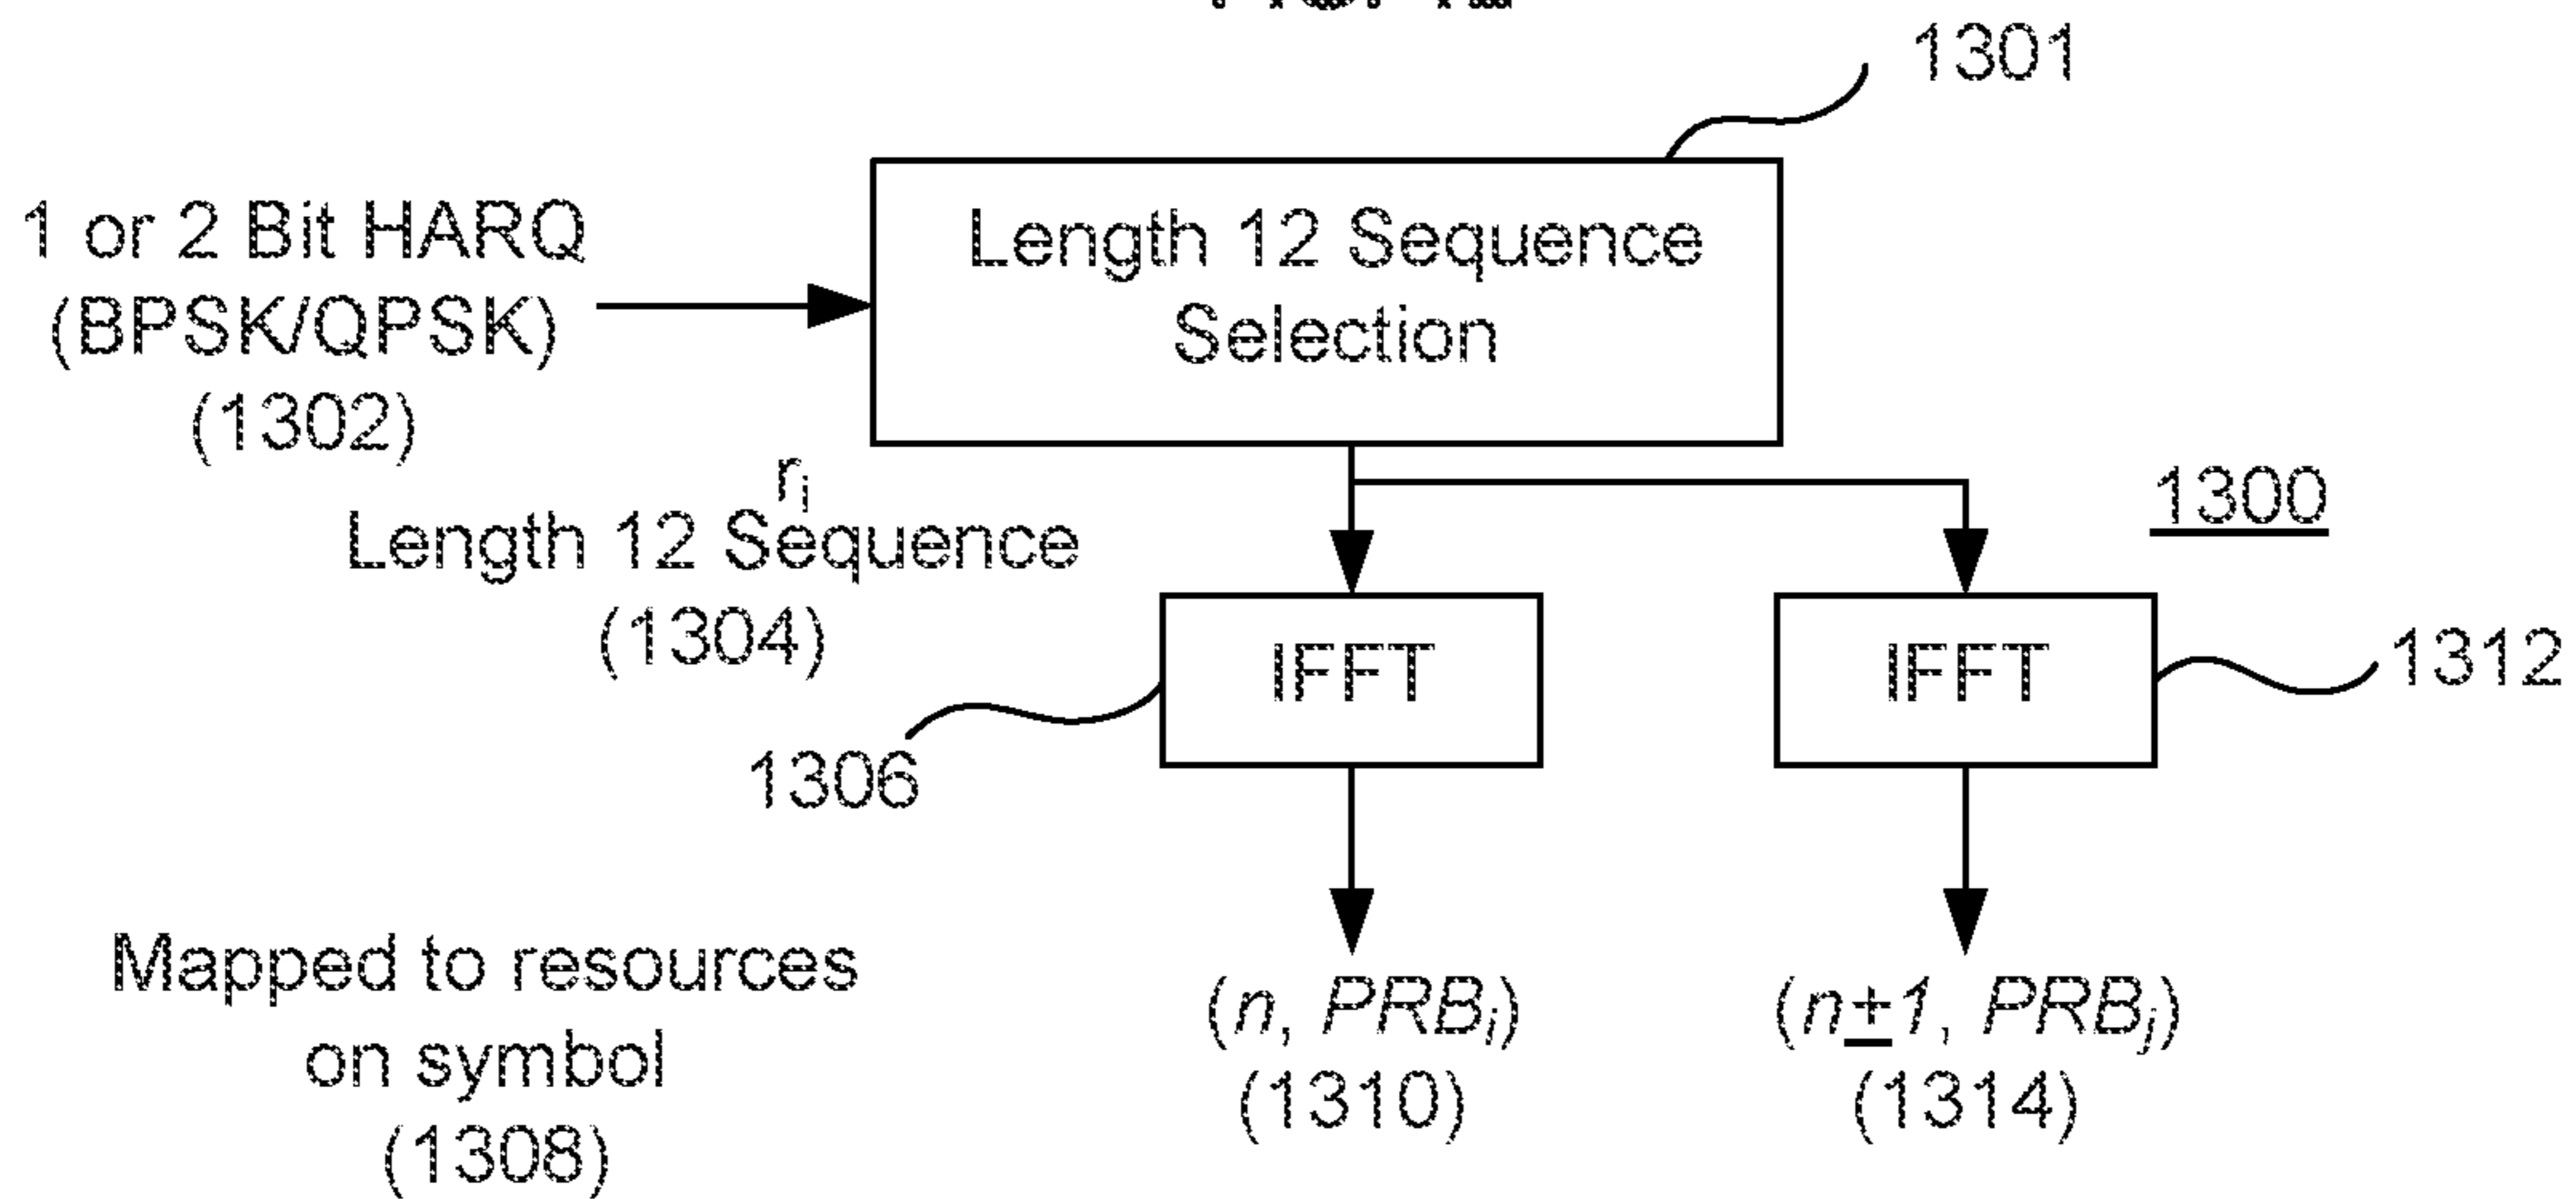 1301
1 or 2 Bit HARQ
(BPSK/QPSK)
(1302)
Length 12 Sequence
Selection
r_i
Length 12 Sequence
(1304)
1300
IFFT
IFFT
1312
1306
Mapped to resources
on symbol
(1308)
(n, PRB_i)
(1310)
(n±1, PRB_j)
(1314)